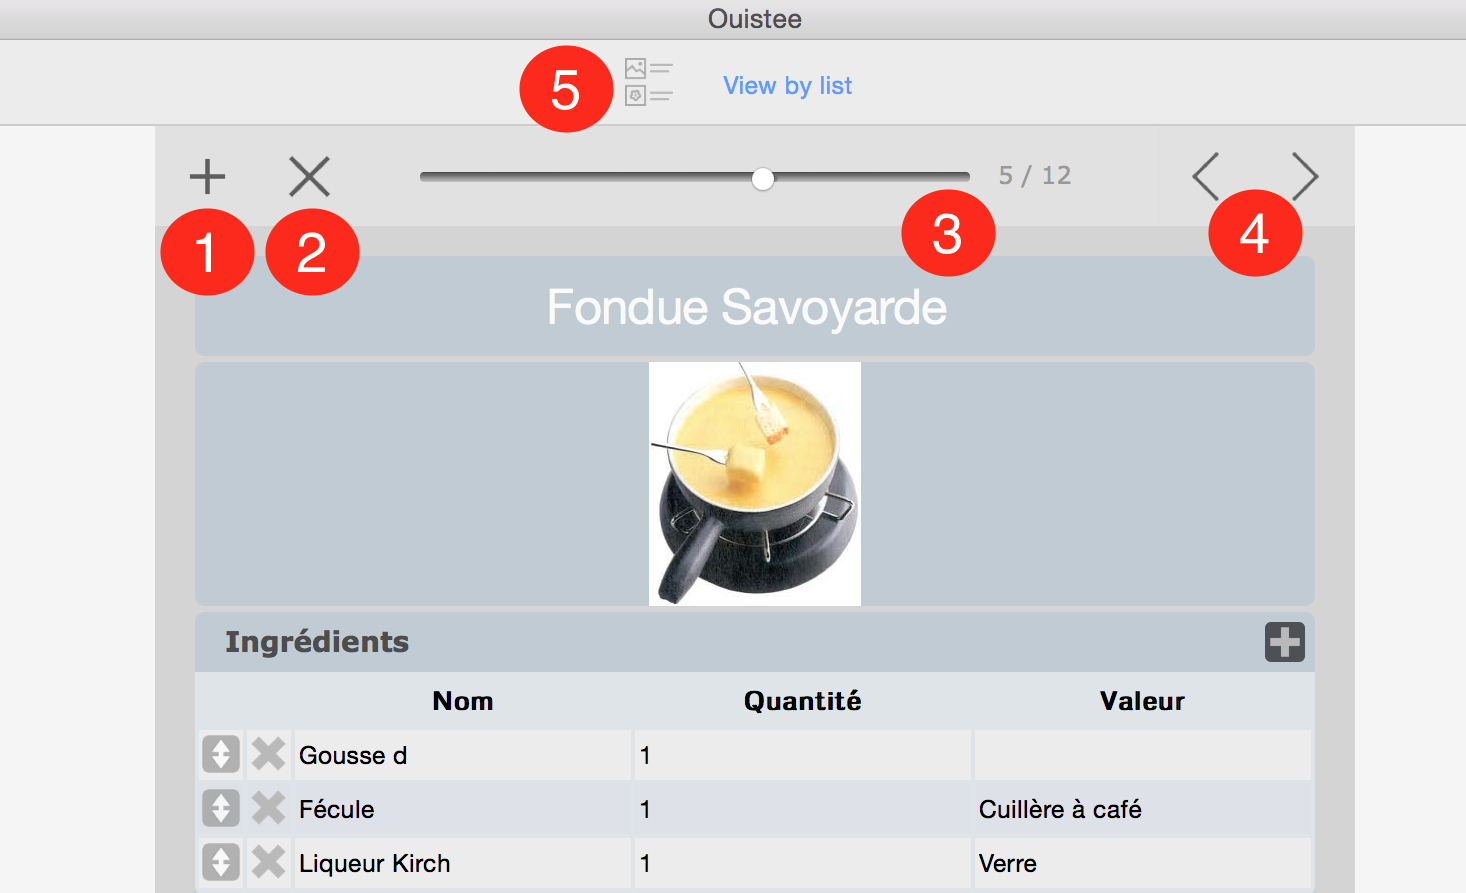 Ouistee
5
View by list
5 / 12
1
2
3
4
Fondue Savoyarde
Ingrédients
Nom Quantité Valeur
Gousse d 1
Fécule 1 Cuillère à café
Liqueur Kirch 1 Verre